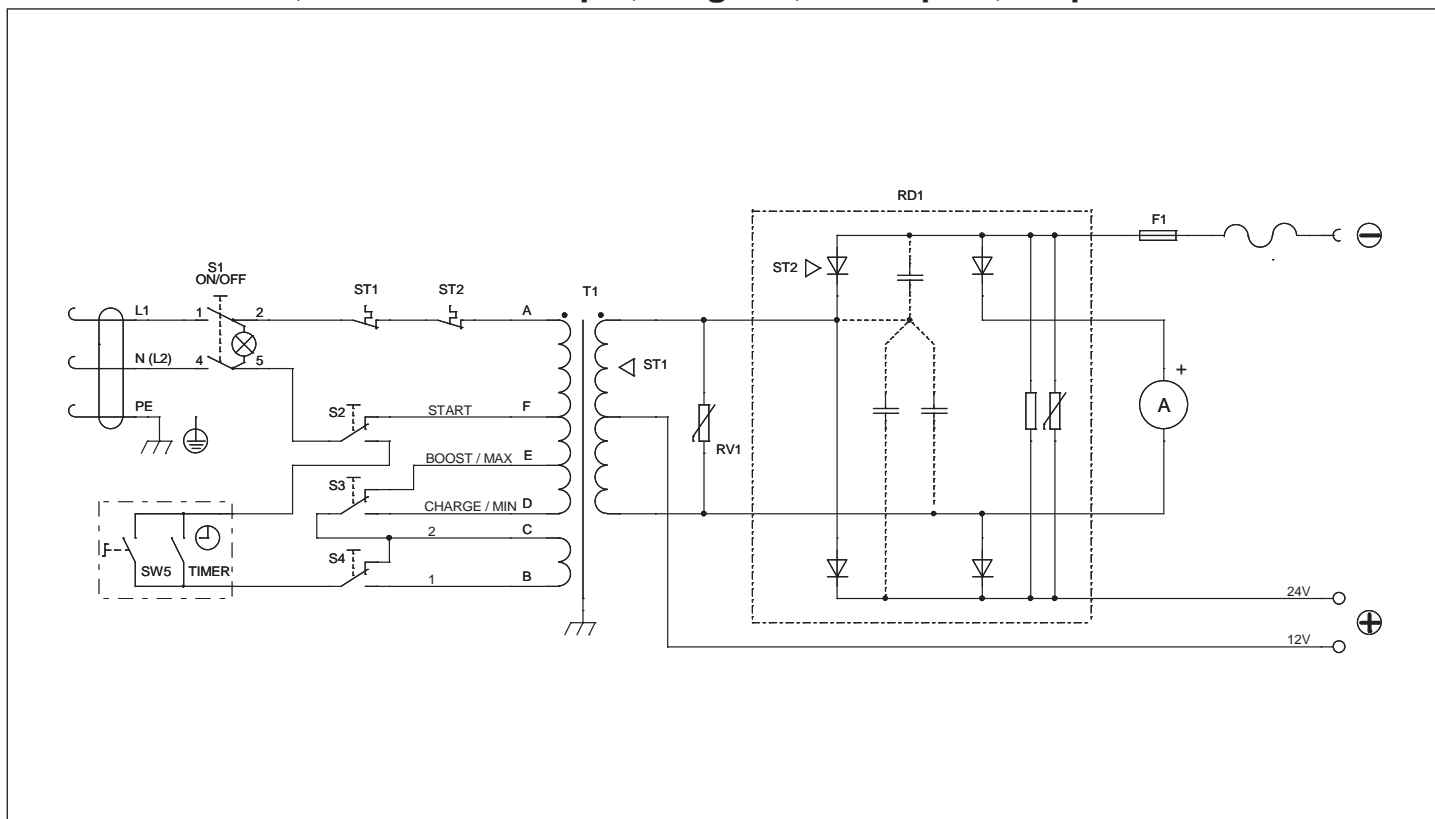 RD1
F1
ST2
S1
ON/OFF
ST1
ST2
T1
L1
1
2
A
N (L2)
4
5
ST1
PE
S2
START
F
RV1
A
+
BOOST / MAX
E
S3
CHARGE / MIN
D
2
C
SW5
TIMER
S4
1
B
24V
12V